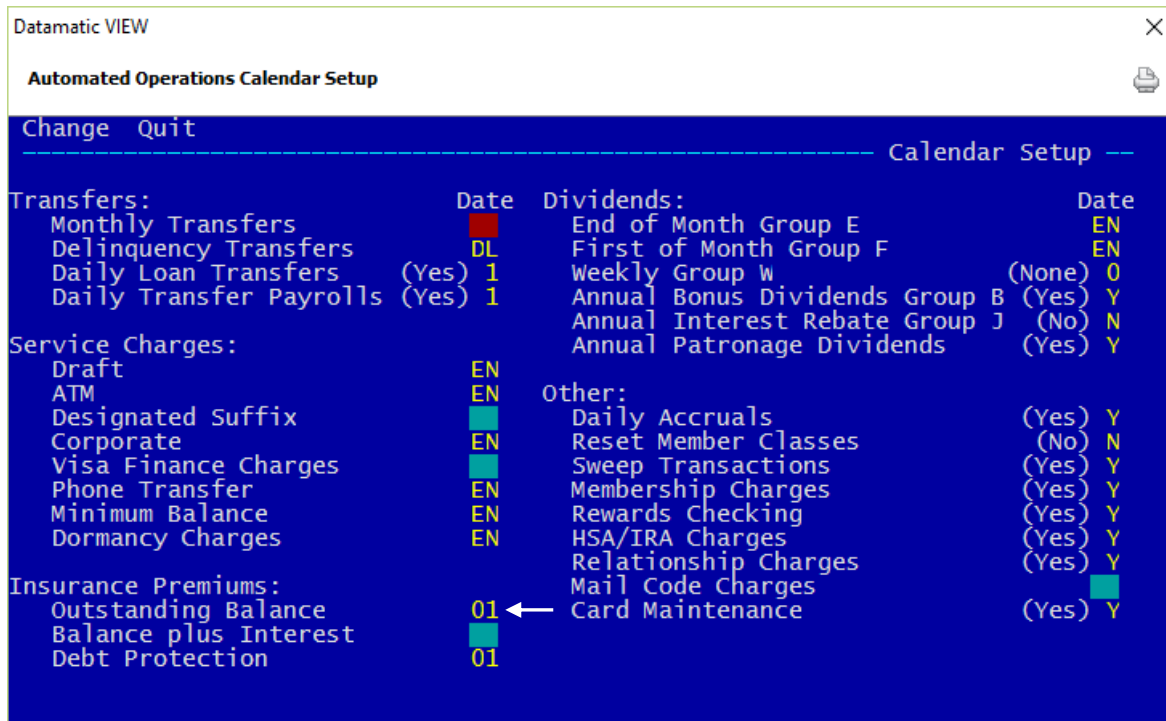 Datamatic VIEW
Automated Operations Calendar Setup
Change Quit
Calendar Setup
Transfers: Date Dividends: Date
Monthly Transfers End of Month Group E EN
Delinquency Transfers DL First of Month Group F EN
Daily Loan Transfers (Yes) 1 Weekly Group W (None) 0
Daily Transfer Payrolls (Yes) 1 Annual Bonus Dividends Group B (Yes) Y
Annual Interest Rebate Group J (No) N
Service Charges: Annual Patronage Dividends (Yes) Y
Draft EN
ATM EN Other:
Designated Suffix Daily Accruals (Yes) Y
Corporate EN Reset Member Classes (No) N
Visa Finance Charges Sweep Transactions (Yes) Y
Phone Transfer EN Membership Charges (Yes) Y
Minimum Balance EN Rewards Checking (Yes) Y
Dormancy Charges EN HSA/IRA Charges (Yes) Y
Relationship Charges (Yes) Y
Insurance Premiums: Mail Code Charges
Outstanding Balance 01 Card Maintenance (Yes) Y
Balance plus Interest
Debt Protection 01